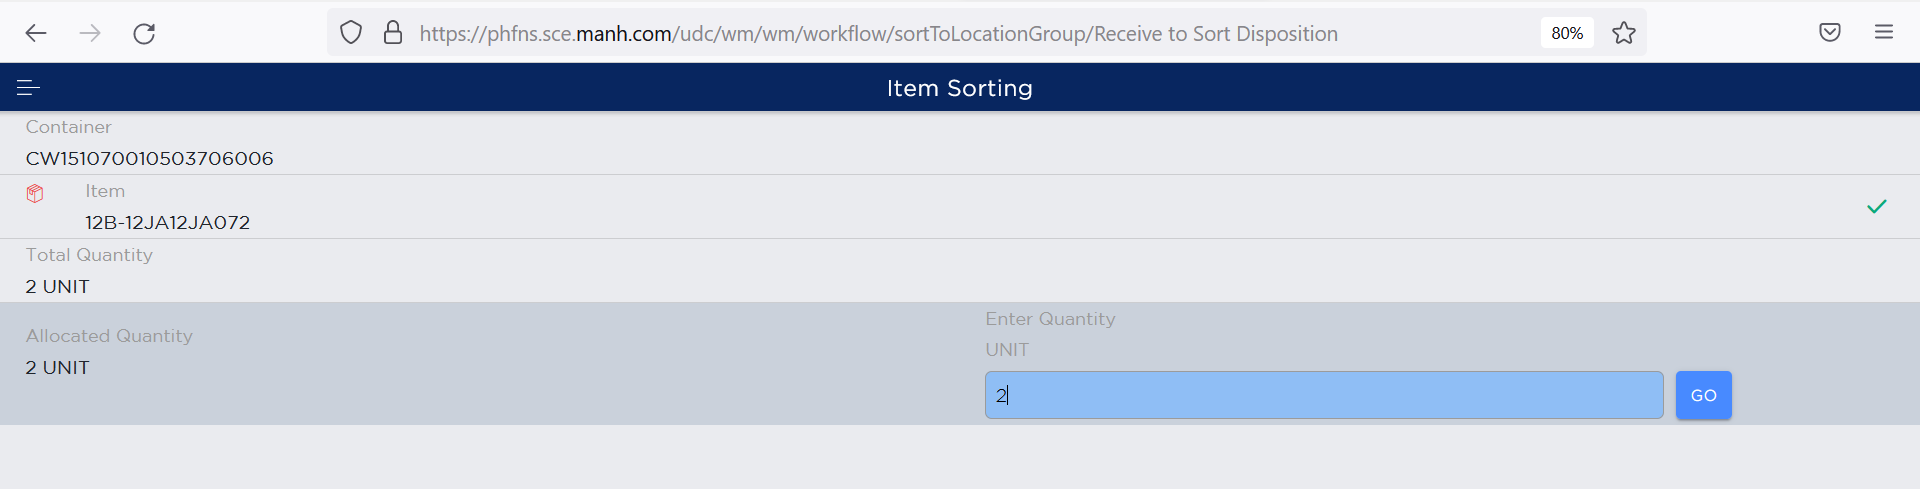 https://phfns.sce.manh.com/udc/wm/wm/workflow/sortToLocationGroup/Receive to Sort Disposition
80%
Item Sorting
Container
CW151070010503706006
Item
12B-12JA12JA072
Total Quantity
2 UNIT
Allocated Quantity
2 UNIT
Enter Quantity
UNIT
2
GO